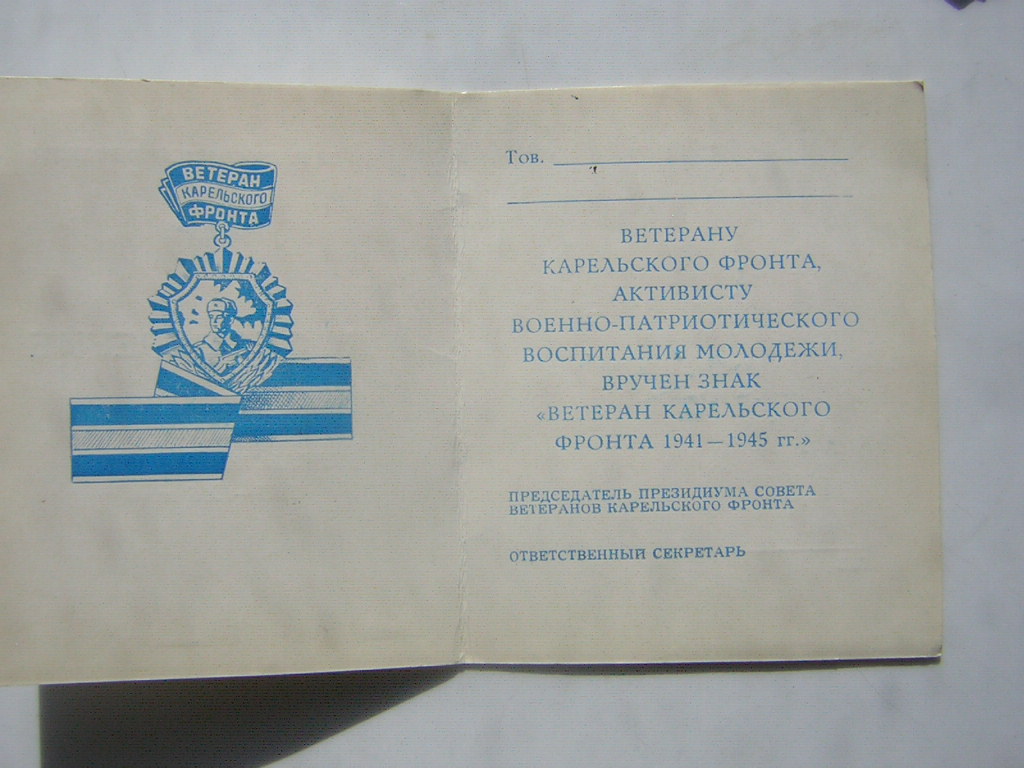 ВЕТЕРАН
КАРЕЛЬСКОГО
ФРОНТА
Тов.
ВЕТЕРАНУ
КАРЕЛЬСКОГО ФРОНТА,
АКТИВИСТУ
ВОЕННО-ПАТРИОТИЧЕСКОГО
ВОСПИТАНИЯ МОЛОДЕЖИ,
ВРУЧЕН ЗНАК
«ВЕТЕРАН КАРЕЛЬСКОГО
ФРОНТА 1941—1945 гг.»
ПРЕДСЕДАТЕЛЬ ПРЕЗИДИУМА СОВЕТА
ВЕТЕРАНОВ КАРЕЛЬСКОГО ФРОНТА
ОТВЕТСТВЕННЫЙ СЕКРЕТАРЬ